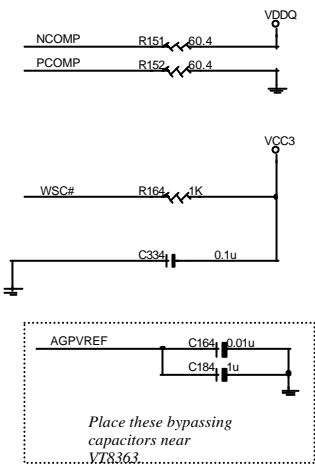 VDDQ
NCOMP R151 60.4
PCOMP R152 60.4
VCC3
WSC# R164 1K
C334 0.1u
AGPVREF C164 0.01u
C184 1u
Place these bypassing
capacitors near
VT8363.